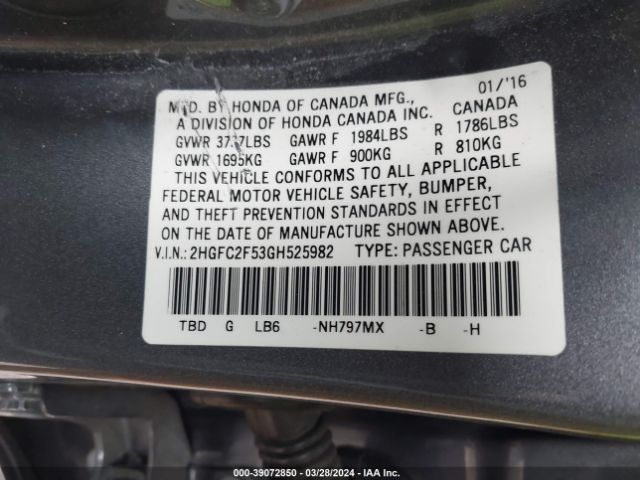 01/'16
MFD. BY HONDA OF CANADA MFG.,
A DIVISION OF HONDA CANADA INC. CANADA
GVWR 3737LBS GAWR F 1984LBS R 1786LBS
GVWR 1695KG GAWR F 900KG R 810KG
THIS VEHICLE CONFORMS TO ALL APPLICABLE
FEDERAL MOTOR VEHICLE SAFETY, BUMPER,
AND THEFT PREVENTION STANDARDS IN EFFECT
ON THE DATE OF MANUFACTURE SHOWN ABOVE.
V.I.N.: 2HGFC2F53GH525982 TYPE: PASSENGER CAR
TBD G LB6 -NH797MX -B -H
000-39072850 | 03/28/2024 | IAA Inc.